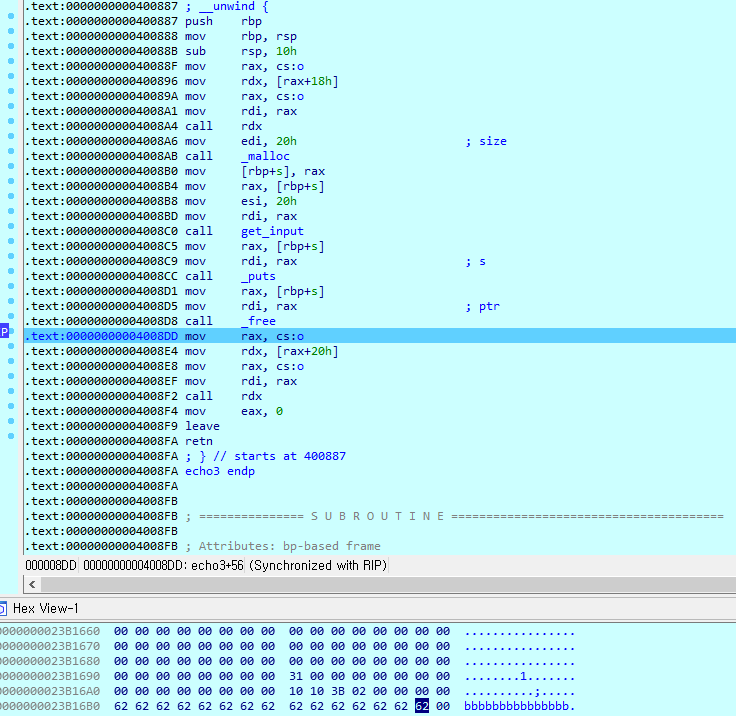 .text:0000000000400887 ; __unwind {
.text:0000000000400887 push    rbp
.text:0000000000400888 mov     rbp, rsp
.text:000000000040088B sub     rsp, 10h
.text:000000000040088F mov     rax, cs:o
.text:0000000000400896 mov     rdx, [rax+18h]
.text:000000000040089A mov     rax, cs:o
.text:00000000004008A1 mov     rdi, rax
.text:00000000004008A4 call    rdx
.text:00000000004008A6 mov     edi, 20h                        ; size
.text:00000000004008AB call    _malloc
.text:00000000004008B0 mov     [rbp+s], rax
.text:00000000004008B4 mov     rax, [rbp+s]
.text:00000000004008B8 mov     esi, 20h
.text:00000000004008BD mov     rdi, rax
.text:00000000004008C0 call    get_input
.text:00000000004008C5 mov     rax, [rbp+s]
.text:00000000004008C9 mov     rdi, rax                        ; s
.text:00000000004008CC call    _puts
.text:00000000004008D1 mov     rax, [rbp+s]
.text:00000000004008D5 mov     rdi, rax                        ; ptr
.text:00000000004008D8 call    _free
P .text:00000000004008DD mov     rax, cs:o
.text:00000000004008E4 mov     rdx, [rax+20h]
.text:00000000004008E8 mov     rax, cs:o
.text:00000000004008EF mov     rdi, rax
.text:00000000004008F2 call    rdx
.text:00000000004008F4 mov     eax, 0
.text:00000000004008F9 leave
.text:00000000004008FA retn
.text:00000000004008FA ; } // starts at 400887
.text:00000000004008FA echo3 endp
.text:00000000004008FA
.text:00000000004008FB
.text:00000000004008FB ; =============== S U B R O U T I N E =======================================
.text:00000000004008FB
.text:00000000004008FB ; Attributes: bp-based frame
000008DD 00000000004008DD: echo3+56 (Synchronized with RIP)
Hex View-1
0000000023B1660  00 00 00 00 00 00 00 00  00 00 00 00 00 00 00 00  ................
0000000023B1670  00 00 00 00 00 00 00 00  00 00 00 00 00 00 00 00  ................
0000000023B1680  00 00 00 00 00 00 00 00  00 00 00 00 00 00 00 00  ................
0000000023B1690  00 00 00 00 00 00 00 00  31 00 00 00 00 00 00 00  ........1.......
0000000023B16A0  00 00 00 00 00 00 00 00  10 10 3B 02 00 00 00 00  ..........;.....
0000000023B16B0  62 62 62 62 62 62 62 62  62 62 62 62 62 62 62 00  bbbbbbbbbbbbbbb.